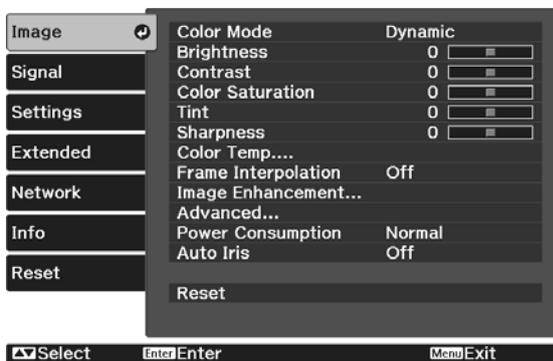 Image
Signal
Settings
Extended
Network
Info
Reset
Color Mode Dynamic
Brightness 0
Contrast 0
Color Saturation 0
Tint 0
Sharpness 0
Color Temp....
Frame Interpolation Off
Image Enhancement...
Advanced...
Power Consumption Normal
Auto Iris Off
Reset
Select Enter Enter Menu Exit